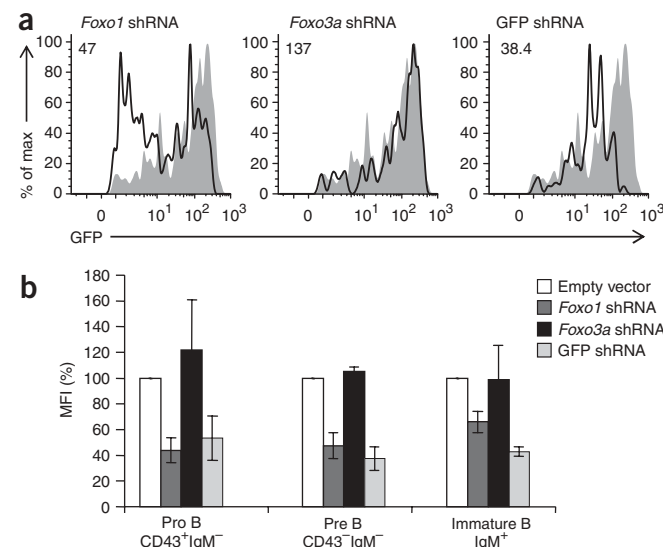 a
Foxo1 shRNA
Foxo3a shRNA
GFP shRNA
% of max
100
80
60
40
20
0
47
0
10¹
10²
10³
100
80
60
40
20
0
137
0
10¹
10²
10³
100
80
60
40
20
0
38.4
0
10¹
10²
10³
GFP
b
MFI (%)
180
160
140
120
100
80
60
40
20
0
Empty vector
Foxo1 shRNA
Foxo3a shRNA
GFP shRNA
Pro B
CD43⁺IgM⁻
Pre B
CD43⁻IgM⁻
Immature B
IgM⁺